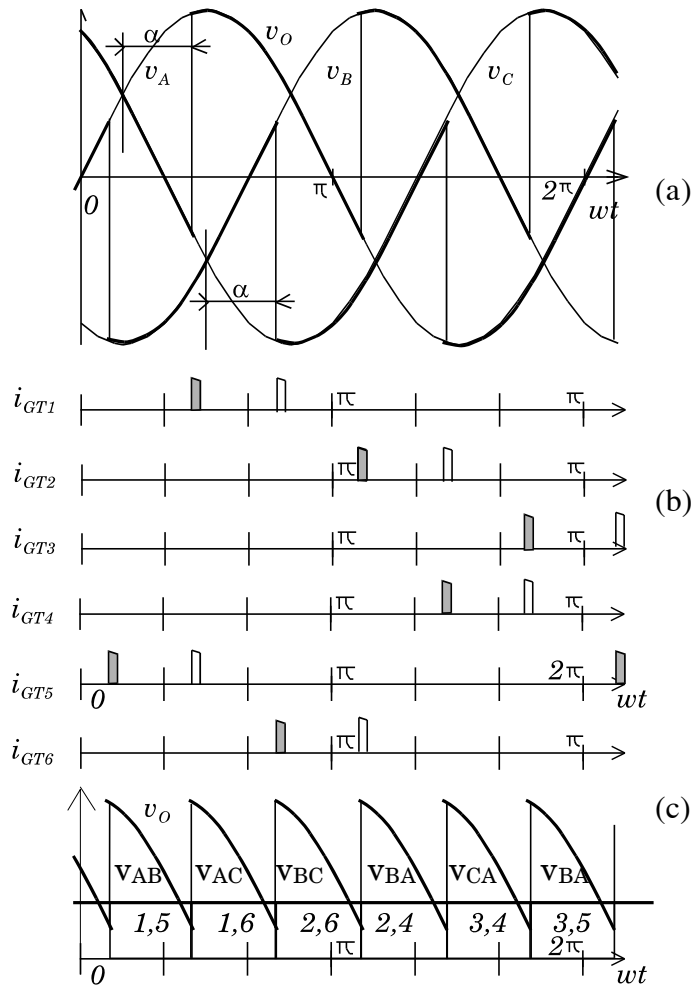 α
v_O
v_A
v_B
v_C
0
π
2π
wt
(a)
α
i_GT1
π
π
i_GT2
π
π
(b)
i_GT3
π
π
i_GT4
π
π
i_GT5
0
π
2π
wt
i_GT6
π
π
v_O
(c)
v_AB v_AC v_BC v_BA v_CA v_BA
1,5 1,6 2,6 2,4 3,4 3,5
π
2π
0
wt